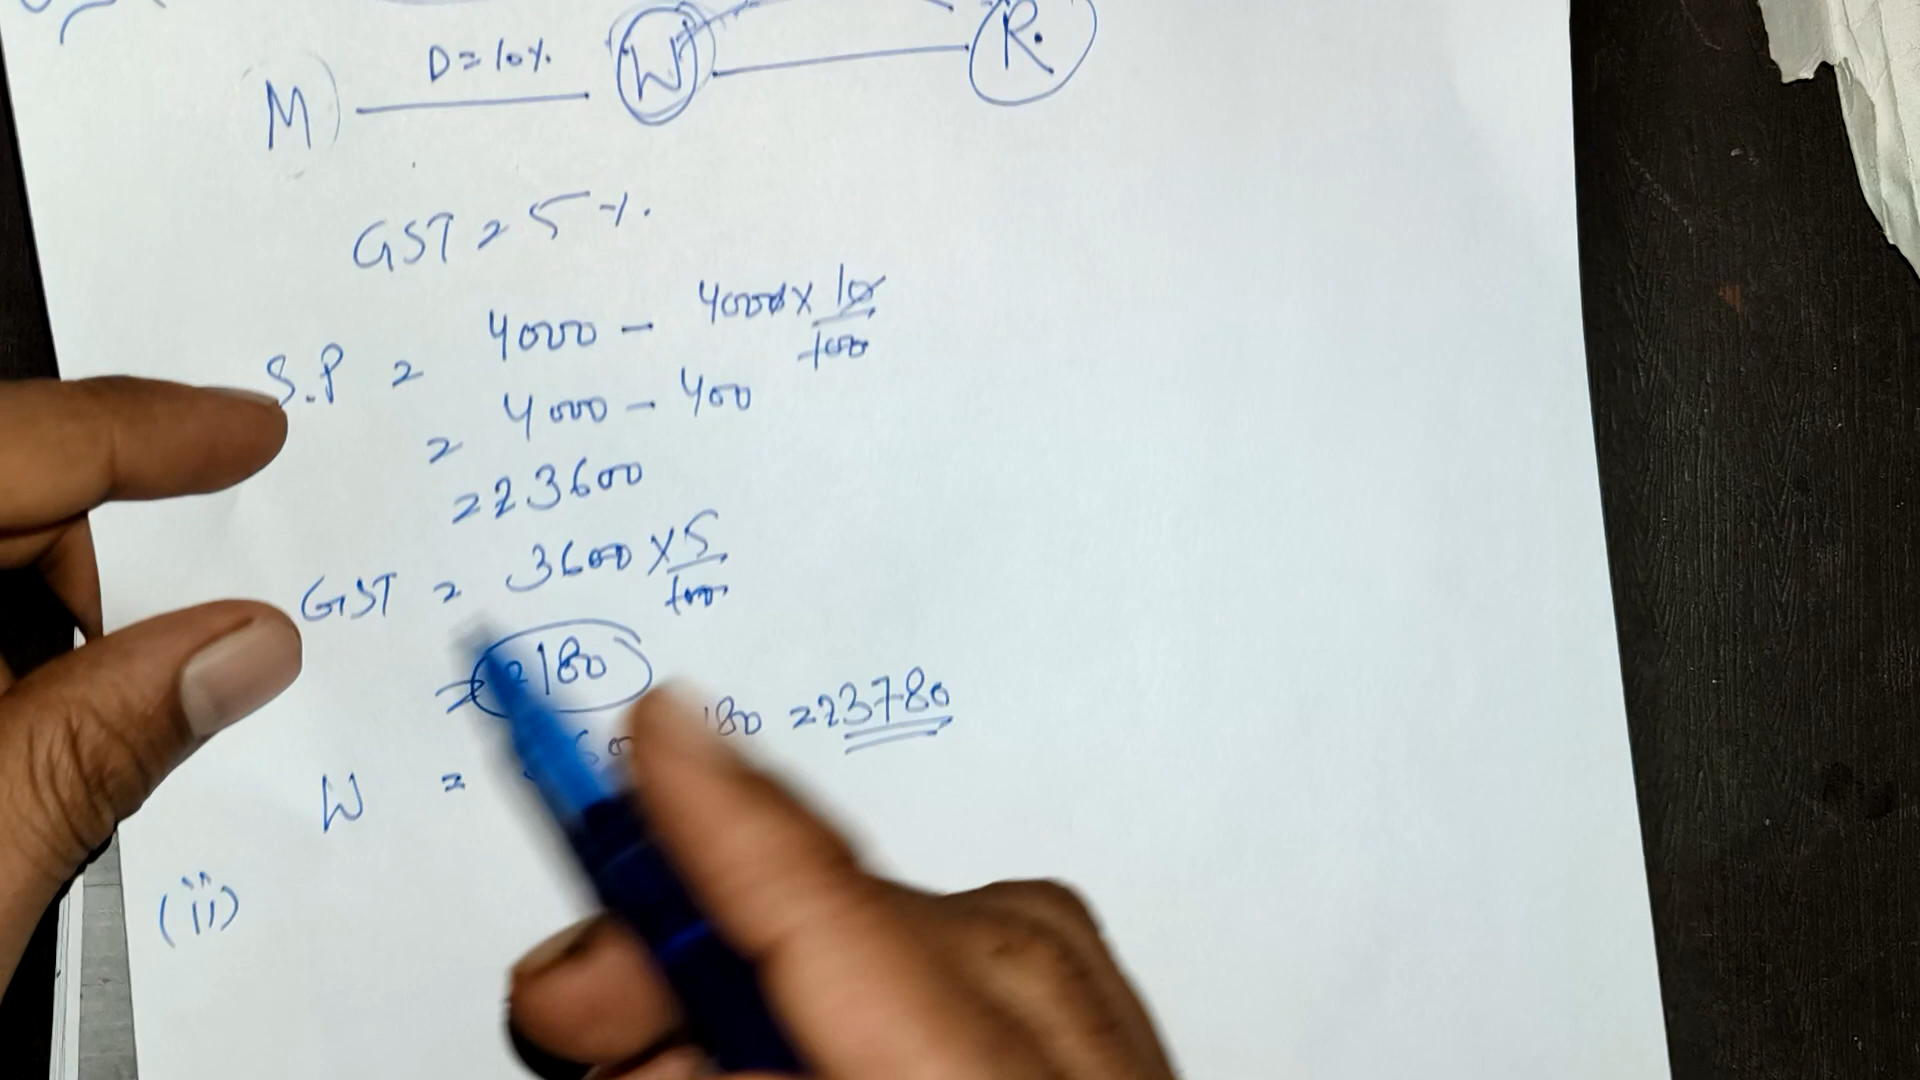 M D=10% W R.
GST = 5%.
S.P = 4000 - 4000 × 10/100
= 4000 - 400
= ₹3600
GST = 3600 × 5/100
= ₹180
W = 180 = ₹3780
(ii)